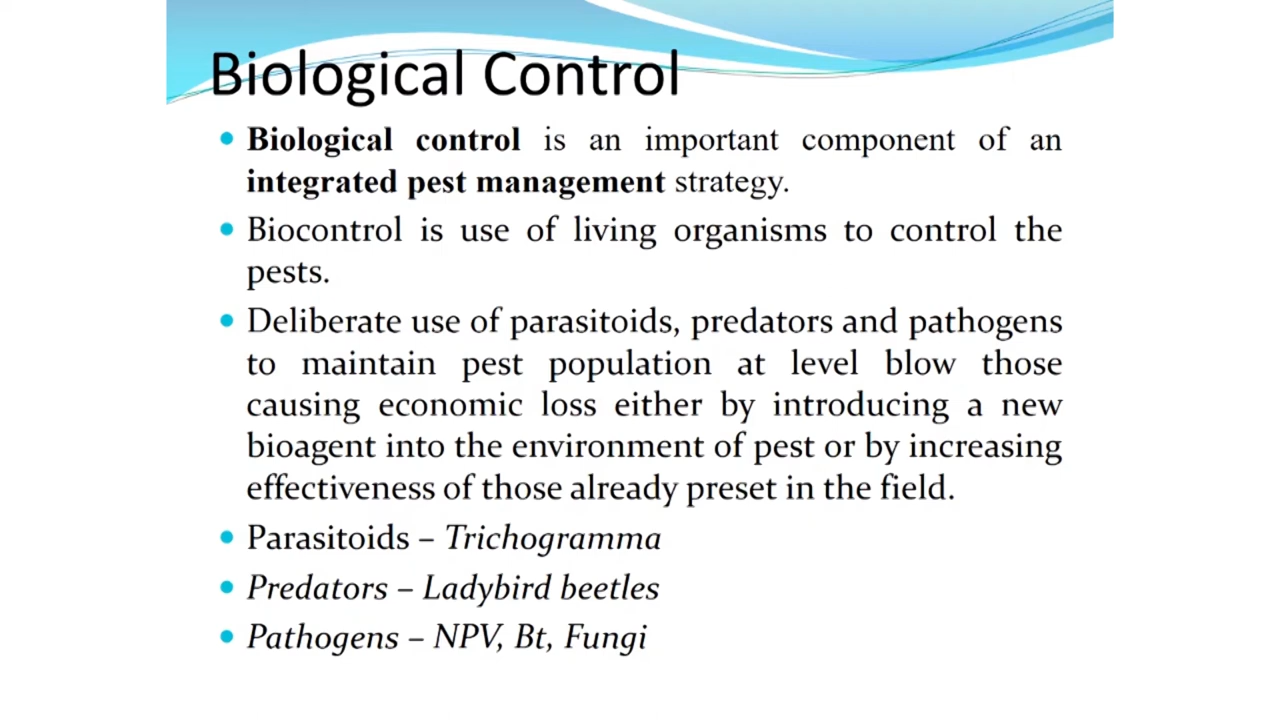 Biological Control
• Biological control is an important component of an
integrated pest management strategy.
• Biocontrol is use of living organisms to control the
pests.
• Deliberate use of parasitoids, predators and pathogens
to maintain pest population at level blow those
causing economic loss either by introducing a new
bioagent into the environment of pest or by increasing
effectiveness of those already preset in the field.
• Parasitoids – Trichogramma
• Predators – Ladybird beetles
• Pathogens – NPV, Bt, Fungi